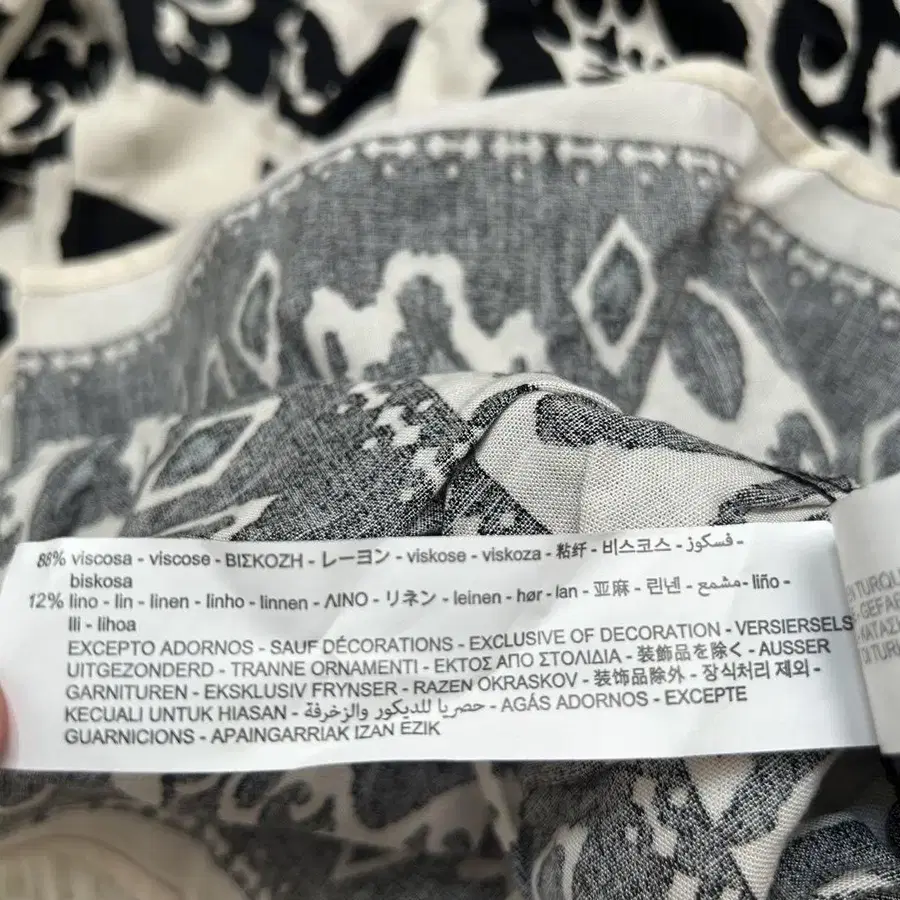 88% viscosa - viscose - ΒΙΣΚΟΖΗ - レーヨン - viskose - viskoza - 粘纤 - 비스코스 - فسكوز -
biskosa
12% lino - lin - linen - linho - linnen - ΛΙΝΟ - リネン - leinen - hør - lan - 亚麻 - 린넨 - مشمع - liño -
lli - lihoa
EXCEPTO ADORNOS - SAUF DÉCORATIONS - EXCLUSIVE OF DECORATION - VERSIERSELS
UITGEZONDERD - TRANNE ORNAMENTI - ΕΚΤΟΣ ΑΠΟ ΣΤΟΛΙΔΙΑ - 装飾品を除く - AUSSER
GARNITUREN - EKSKLUSIV FRYNSER - RAZEN OKRASKOV - 装饰品除外 - 장식처리 제외 -
KECUALI UNTUK HIASAN - حصريا للديكور والزخرفة - AGÁS ADORNOS - EXCEPTE
GUARNICIONS - APAINGARRIAK IZAN EZIK